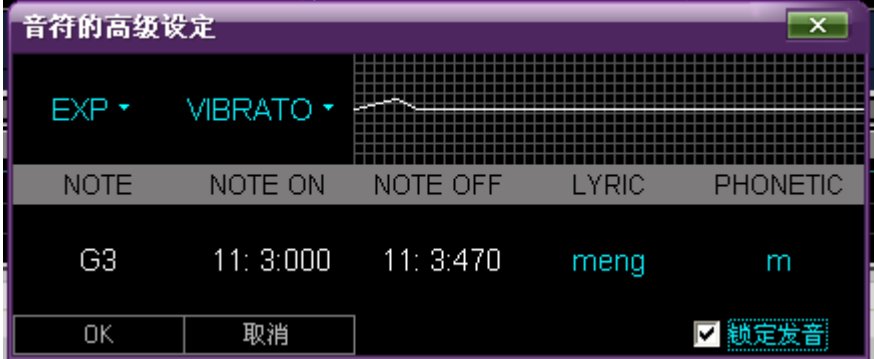 音符的高级设定
EXP VIBRATO
NOTE NOTE ON NOTE OFF LYRIC PHONETIC
G3 11: 3:000 11: 3:470 meng m
OK 取消 锁定发音